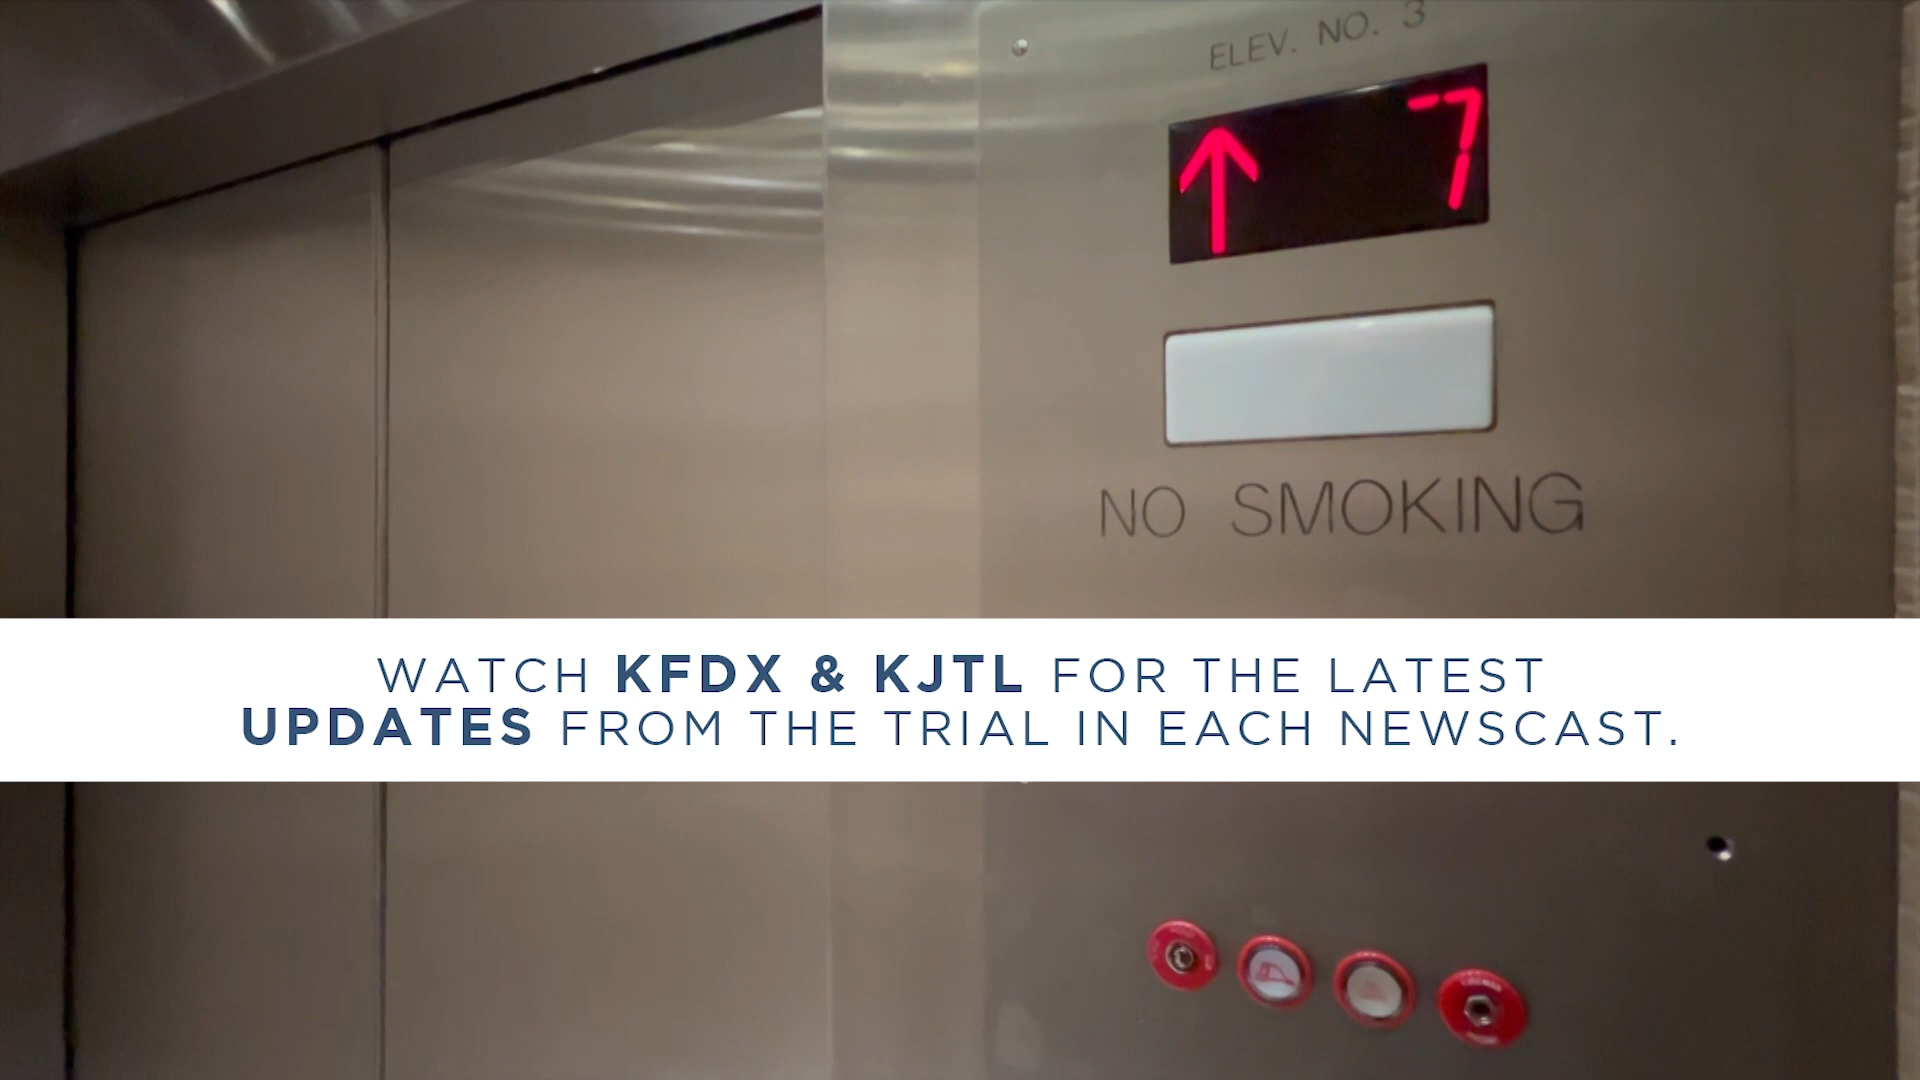 ELEV. NO. 3
7
NO SMOKING
WATCH KFDX & KJTL FOR THE LATEST
UPDATES FROM THE TRIAL IN EACH NEWSCAST.